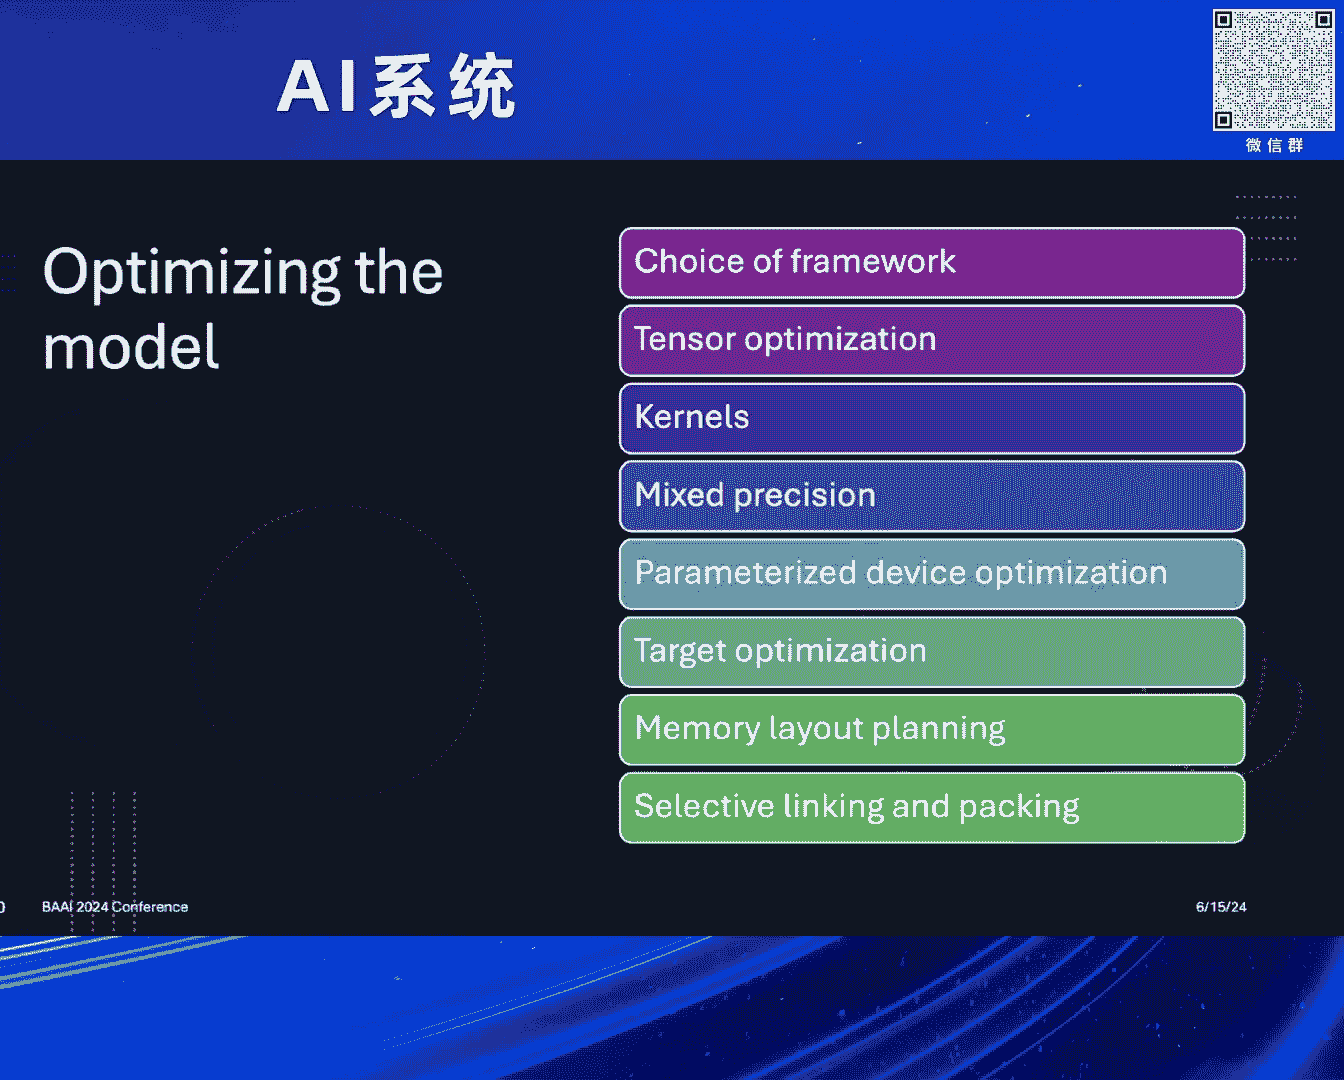 AI系统
微信群
Optimizing the
model
Choice of framework
Tensor optimization
Kernels
Mixed precision
Parameterized device optimization
Target optimization
Memory layout planning
Selective linking and packing
BAAI 2024 Conference
6/15/24